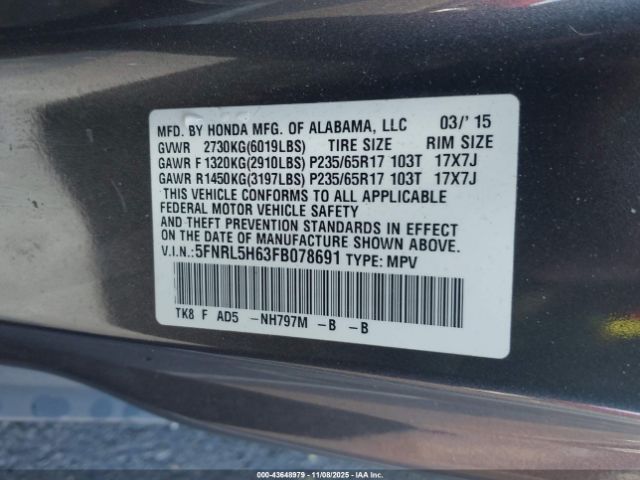 MFD. BY HONDA MFG. OF ALABAMA, LLC 03/' 15
GVWR 2730KG(6019LBS) TIRE SIZE RIM SIZE
GAWR F 1320KG(2910LBS) P235/65R17 103T 17X7J
GAWR R1450KG(3197LBS) P235/65R17 103T 17X7J
THIS VEHICLE CONFORMS TO ALL APPLICABLE
FEDERAL MOTOR VEHICLE SAFETY
AND THEFT PREVENTION STANDARDS IN EFFECT
ON THE DATE OF MANUFACTURE SHOWN ABOVE.
V.I.N.:5FNRL5H63FB078691 TYPE: MPV
TK8 F AD5 -NH797M -B -B
000-43648979 11/08/2025 - IAAI.com